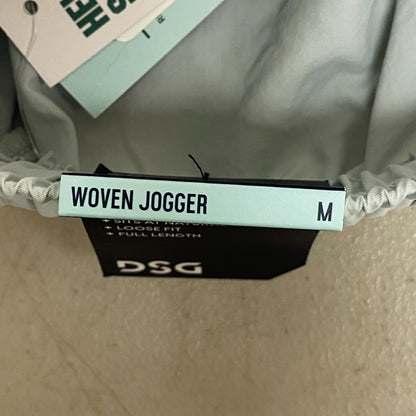 WOVEN JOGGER M
+ LOOSE FIT
+ FULL LENGTH
DSG